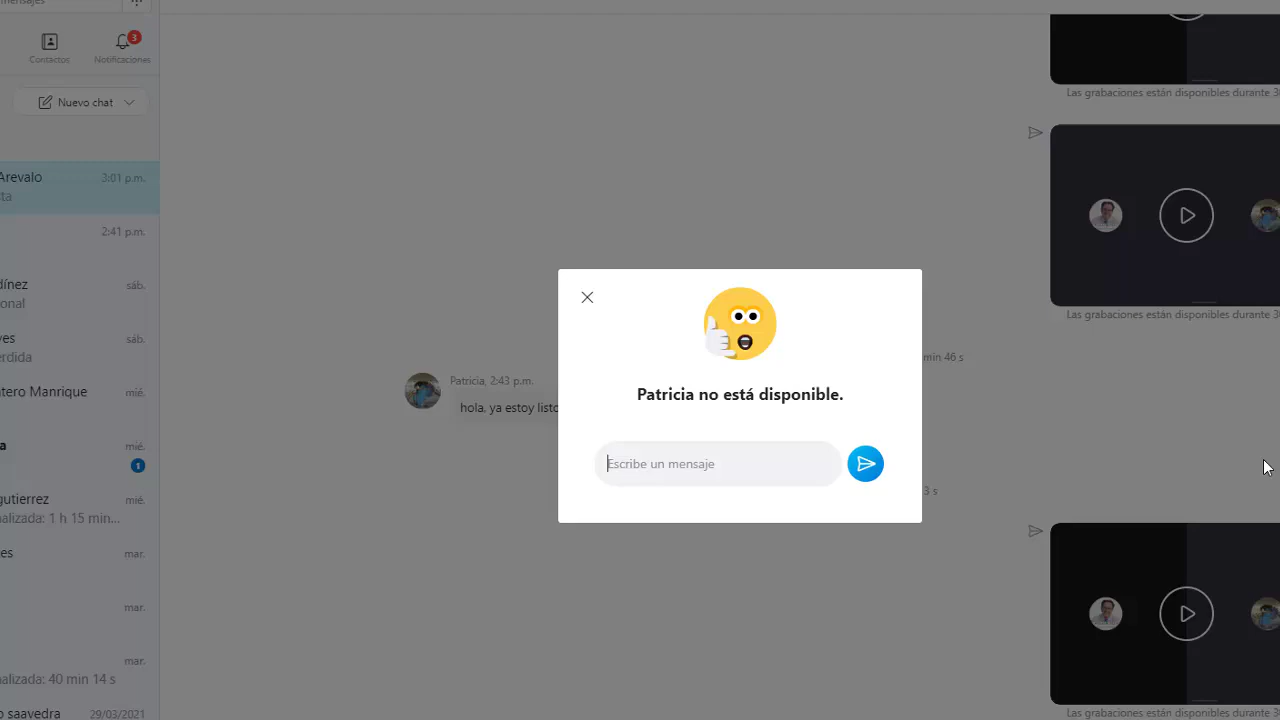 mensajes
Contactos
Notificaciones
3
Nuevo chat
Arevalo
3:01 p.m.
ta
2:41 p.m.
dínez
sáb.
onal
ves
sáb.
erdida
tero Manrique
mié.
a
mié.
1
gutierrez
mié.
alizada: 1 h 15 min...
es
mar.
mar.
mar.
alizada: 40 min 14 s
o saavedra
29/03/2021
Las grabaciones están disponibles durante 3
Las grabaciones están disponibles durante 3
min 46 s
Patricia, 2:43 p.m.
hola, ya estoy listo
3 s
Las grabaciones están disponibles durante 3
Patricia no está disponible.
Escribe un mensaje